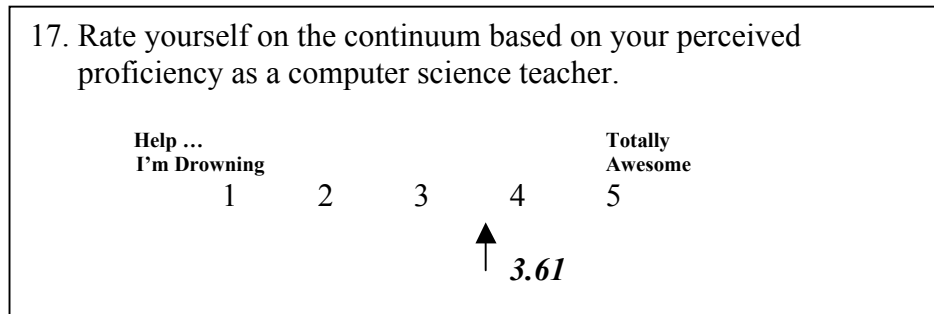 17. Rate yourself on the continuum based on your perceived
proficiency as a computer science teacher.
Help … Totally
I’m Drowning Awesome
1 2 3 4 5
3.61